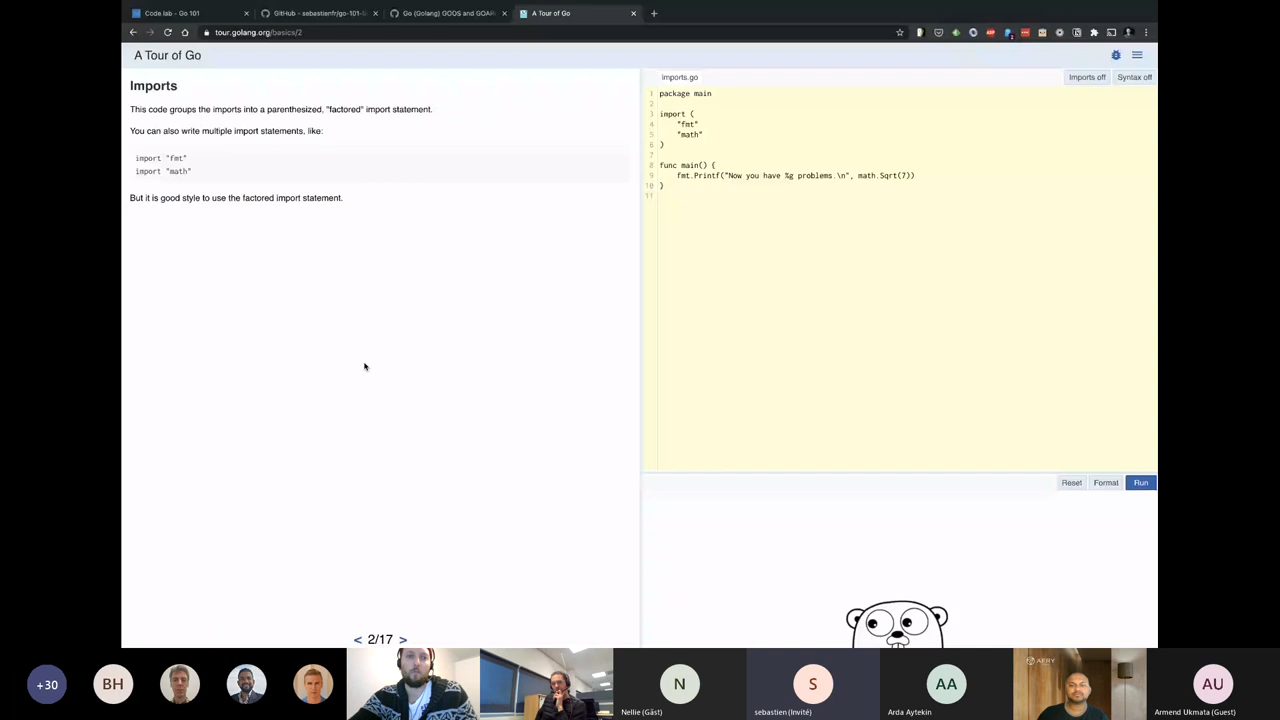 Code lab - Go 101
GitHub - sebastienfr/go-101-
Go (Golang) GOOS and GOAR
A Tour of Go
tour.golang.org/basics/2
A Tour of Go
Imports
This code groups the imports into a parenthesized, "factored" import statement.
You can also write multiple import statements, like:
import "fmt"
import "math"
But it is good style to use the factored import statement.
< 2/17 >
imports.go
Imports off
Syntax off
1 package main
2
3 import (
4 "fmt"
5 "math"
6 )
7
8 func main() {
9 fmt.Printf("Now you have %g problems.\n", math.Sqrt(7))
10 }
11
Reset
Format
Run
+30
BH
N
Nellie (Gäst)
S
sebastien (Invité)
AA
Arda Aytekin
AERY
AU
Armend Ukmata (Guest)